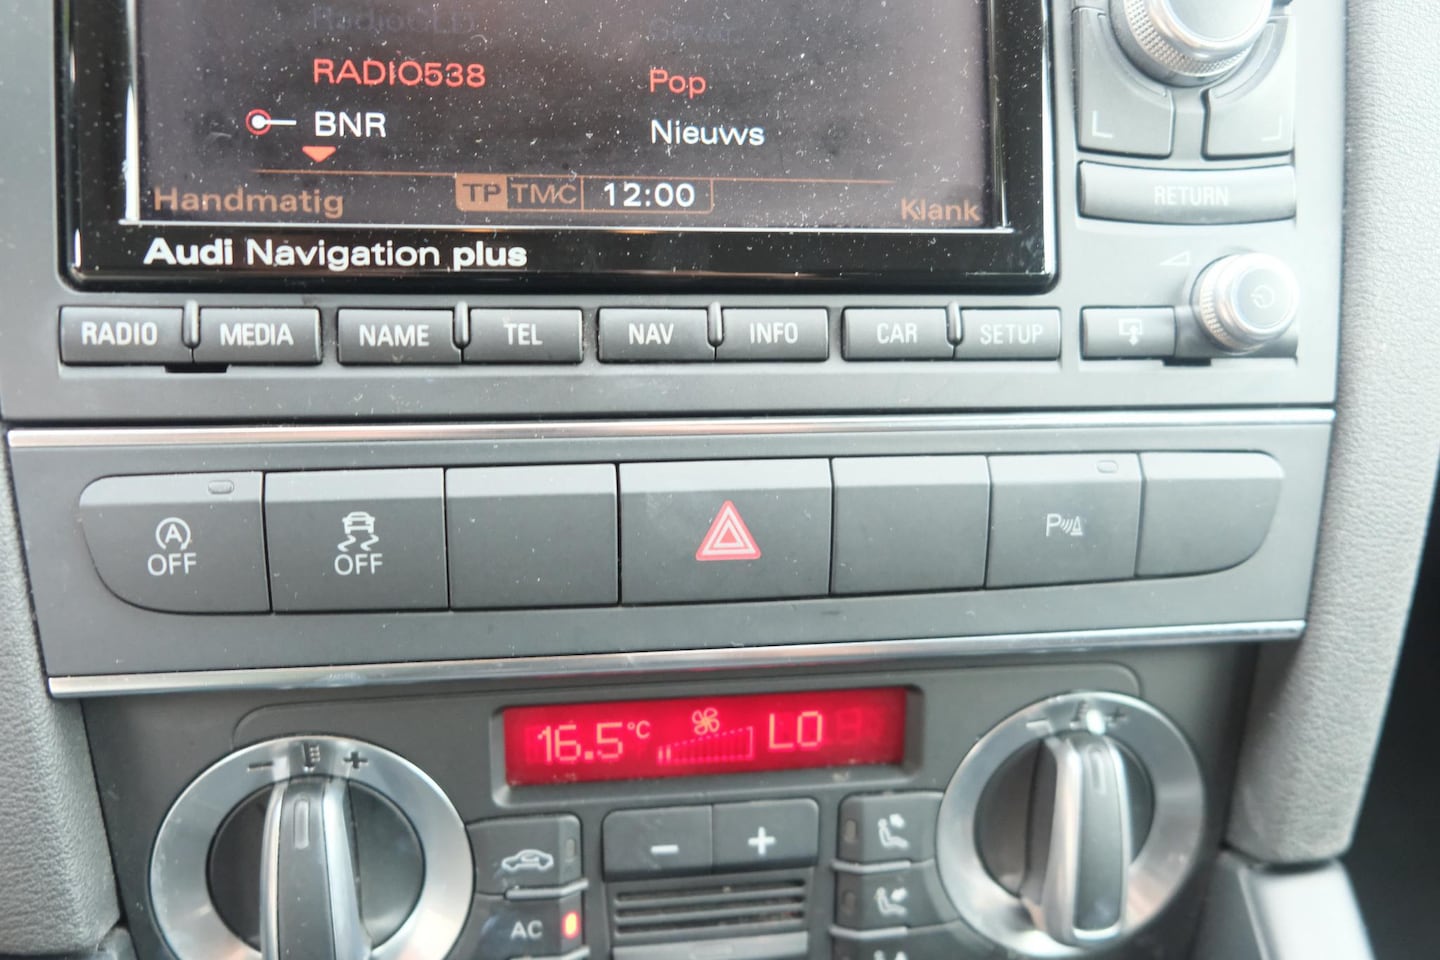 RADIO538 Pop
BNR Nieuws
Handmatig TP TMC 12:00 Klank
Audi Navigation plus
RETURN
RADIO MEDIA NAME TEL NAV INFO CAR SETUP
A OFF
OFF
P
16.5°C LO
- +
- +
- +
AC